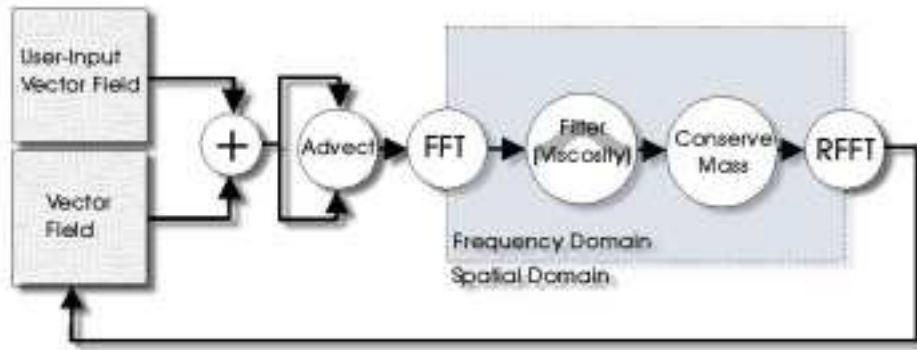 User-Input
Vector Field
Vector
Field
+
Advect
FFT
Filter
(Viscosity)
Conserve
Mass
RFFT
Frequency Domain
Spatial Domain